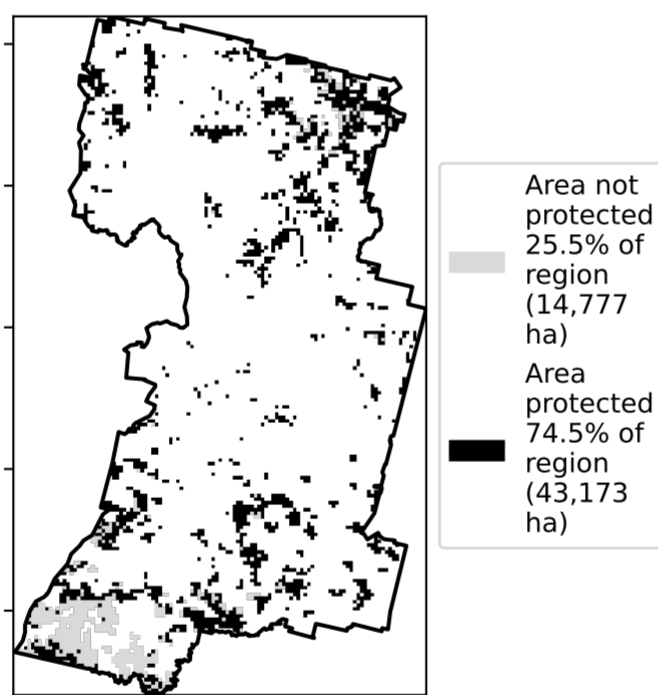 Area not
protected
25.5% of
region
(14,777
ha)
Area
protected
74.5% of
region
(43,173
ha)